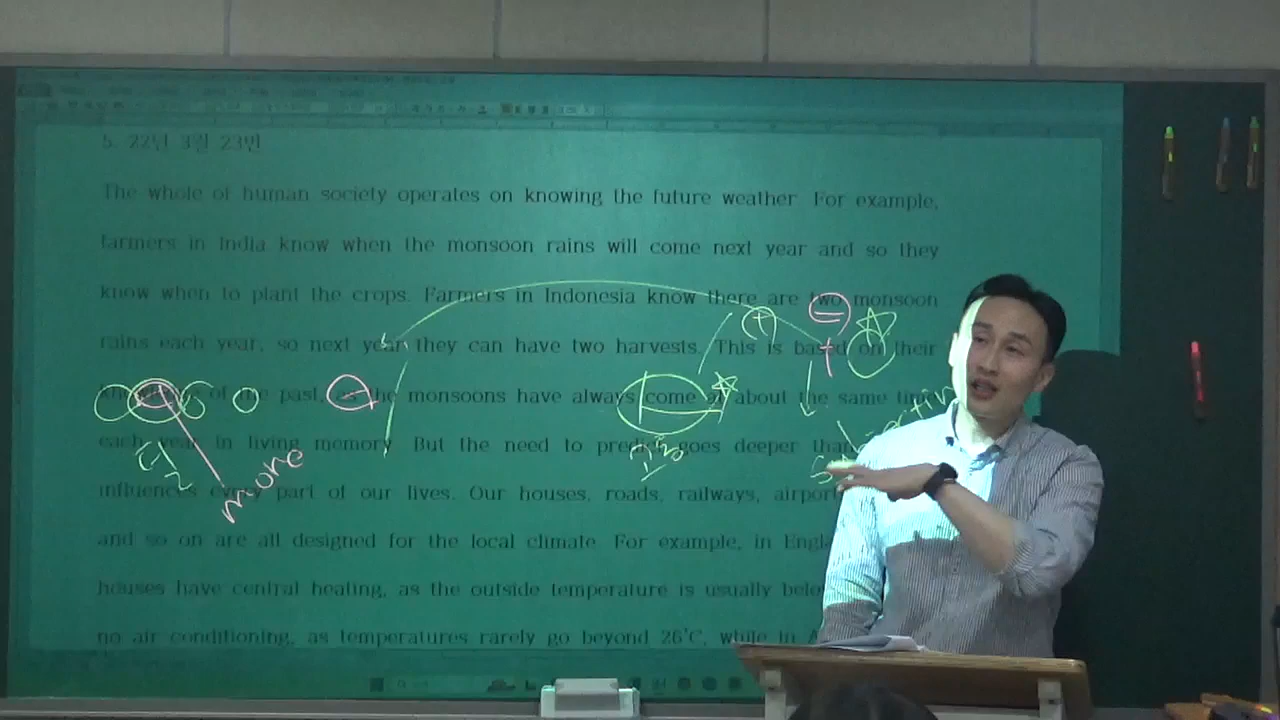 5. 22년 3월 23번
The whole of human society operates on knowing the future weather. For example,
farmers in India know when the monsoon rains will come next year and so they
know when to plant the crops. Farmers in Indonesia know there are two monsoon
rains each year, so next year they can have two harvests. This is based on their
of the past, as the monsoons have always come at about the same time
each year in living memory. But the need to predict goes deeper than
influences every part of our lives. Our houses, roads, railways,
and so on are all designed for the local climate. For example, in
houses have central heating, as the outside temperature is usually
no air conditioning, as temperatures rarely go beyond 26°C, while in
more